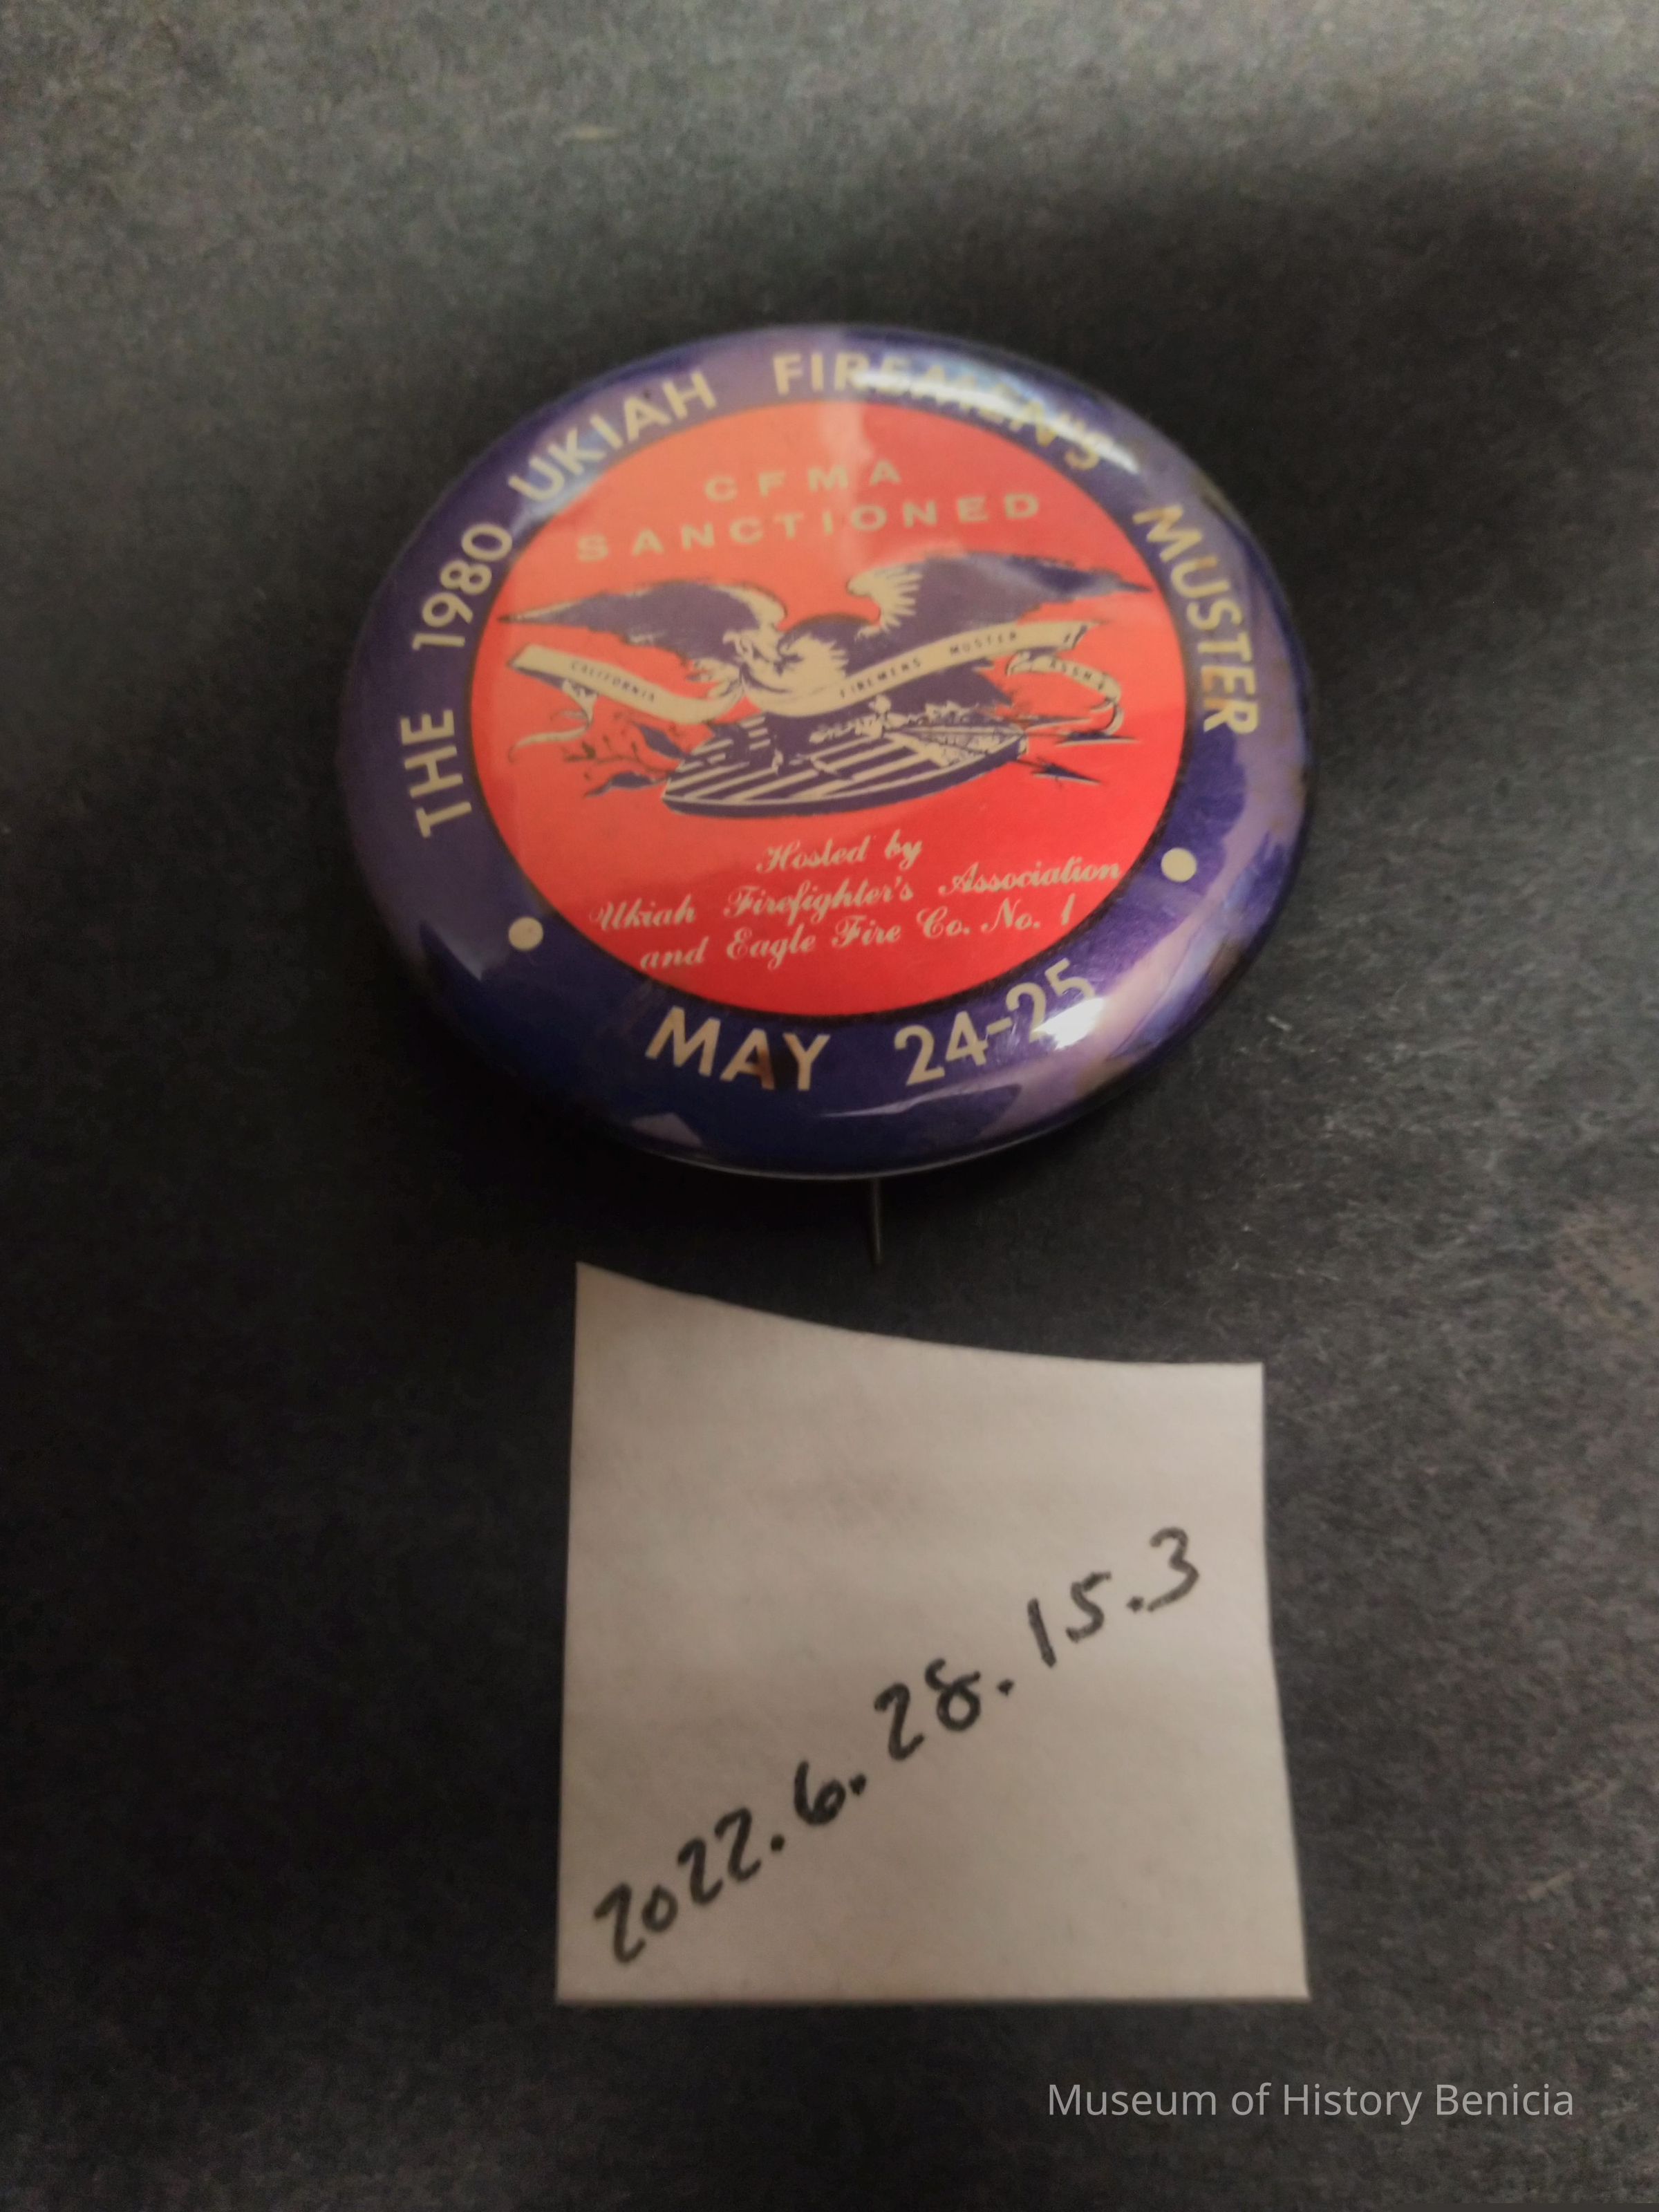 THE 1980 UKIAH FIREMEN'S MUSTER
CFMA
SANCTIONED
CALIFORNIA FIREMENS MUSTER ASSN.
Hosted by
Ukiah Firefighter's Association
and Eagle Fire Co. No. 1
MAY 24-25
2022.6.28.15.3
Museum of History Benicia